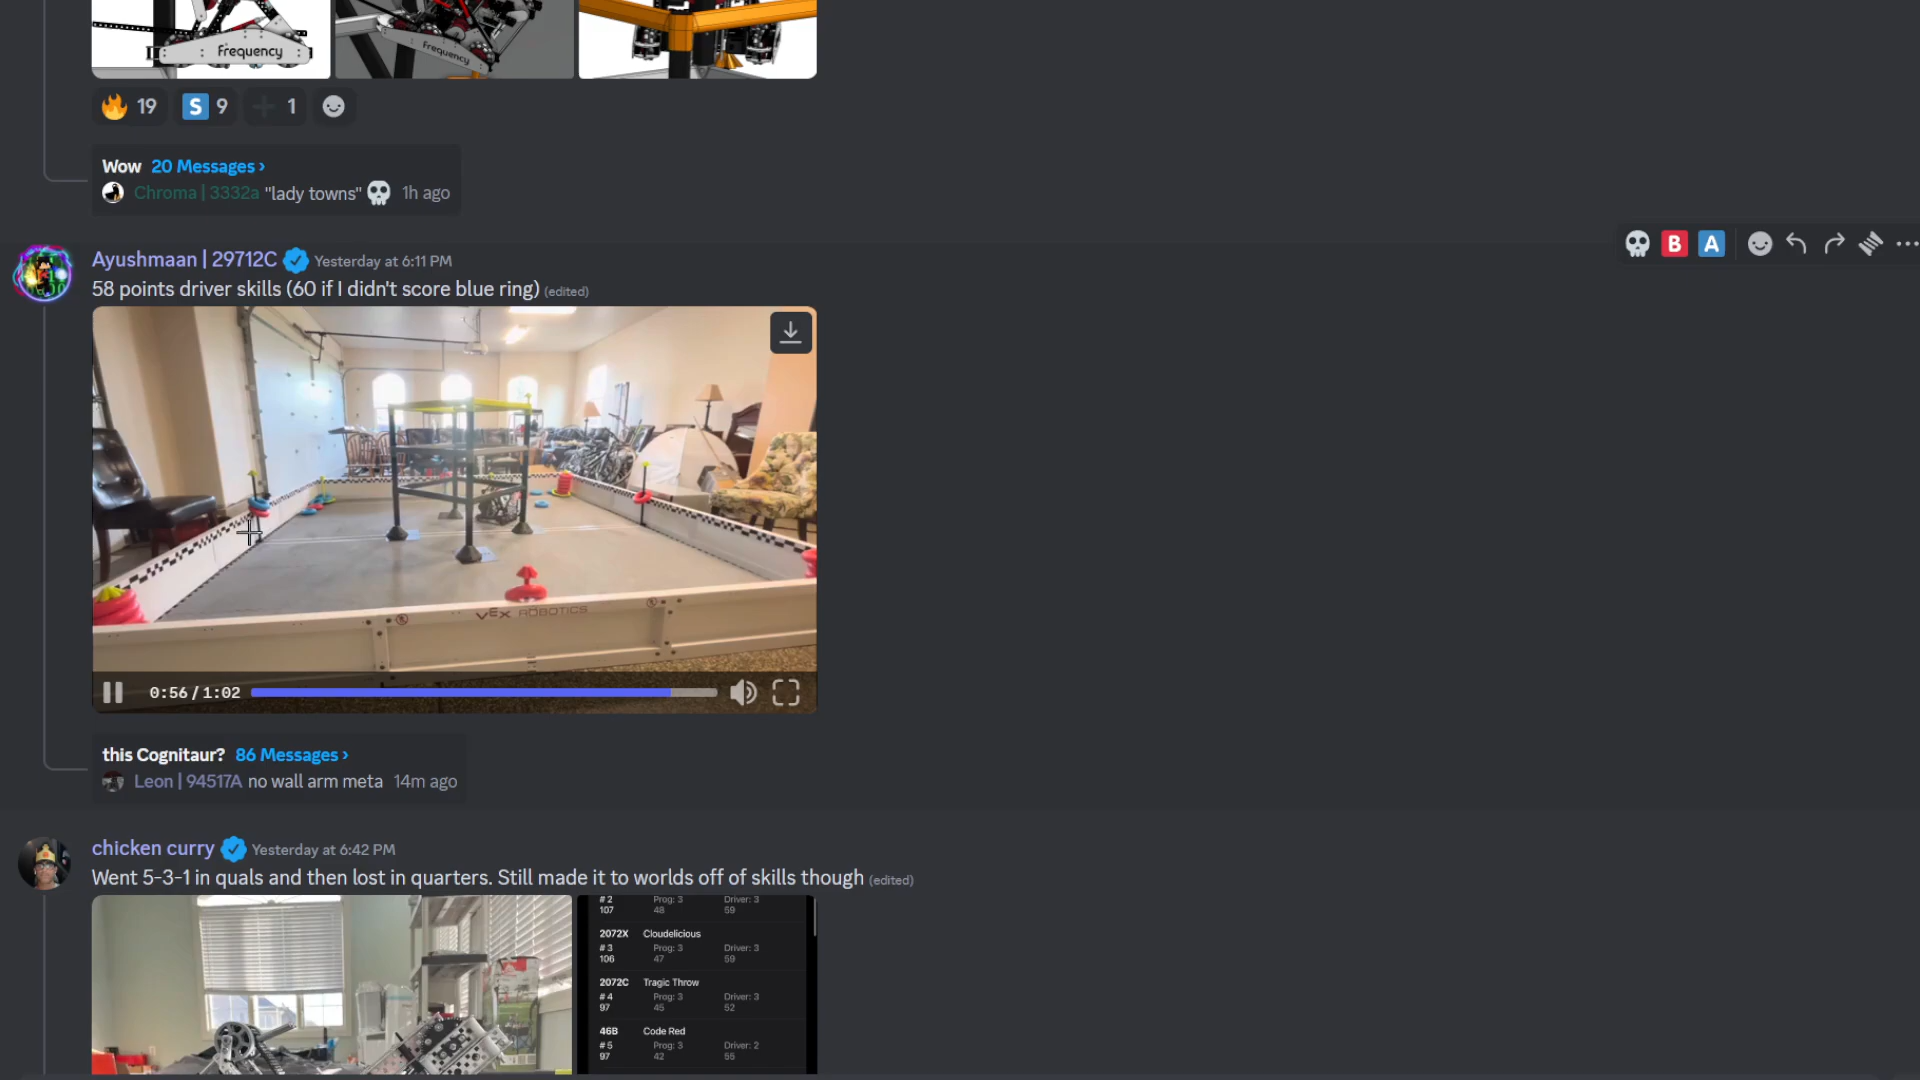 Frequency
Frequency
19 S 9 1
Wow 20 Messages ›
Chroma | 3332a "lady towns" 1h ago
B A
Ayushmaan | 29712C Yesterday at 6:11 PM
58 points driver skills (60 if I didn't score blue ring) (edited)
VEX ROBOTICS
0:56 / 1:02
this Cognitaur? 86 Messages ›
Leon | 94517A no wall arm meta 14m ago
chicken curry Yesterday at 6:42 PM
Went 5-3-1 in quals and then lost in quarters. Still made it to worlds off of skills though (edited)
# 2 Prog: 3 Driver: 3
107 48 59
2072X Cloudelicious
# 3 Prog: 3 Driver: 3
106 47 59
2072C Tragic Throw
# 4 Prog: 3 Driver: 3
97 45 52
46B Code Red
# 5 Prog: 3 Driver: 2
97 42 55